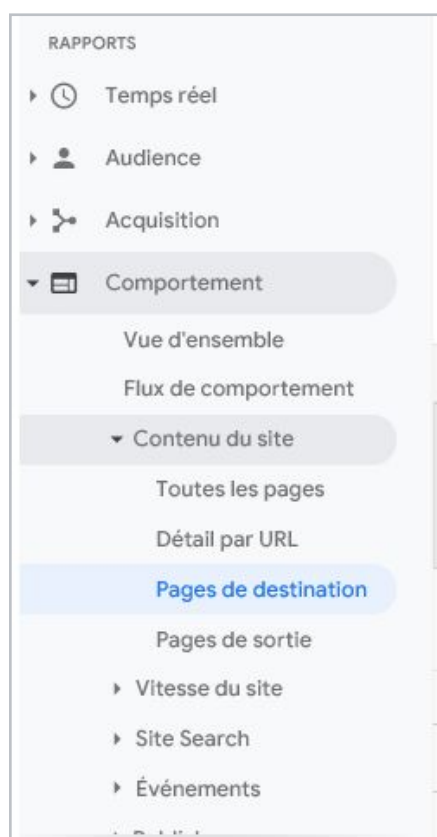 RAPPORTS
Temps réel
Audience
Acquisition
Comportement
Vue d'ensemble
Flux de comportement
Contenu du site
Toutes les pages
Détail par URL
Pages de destination
Pages de sortie
Vitesse du site
Site Search
Événements